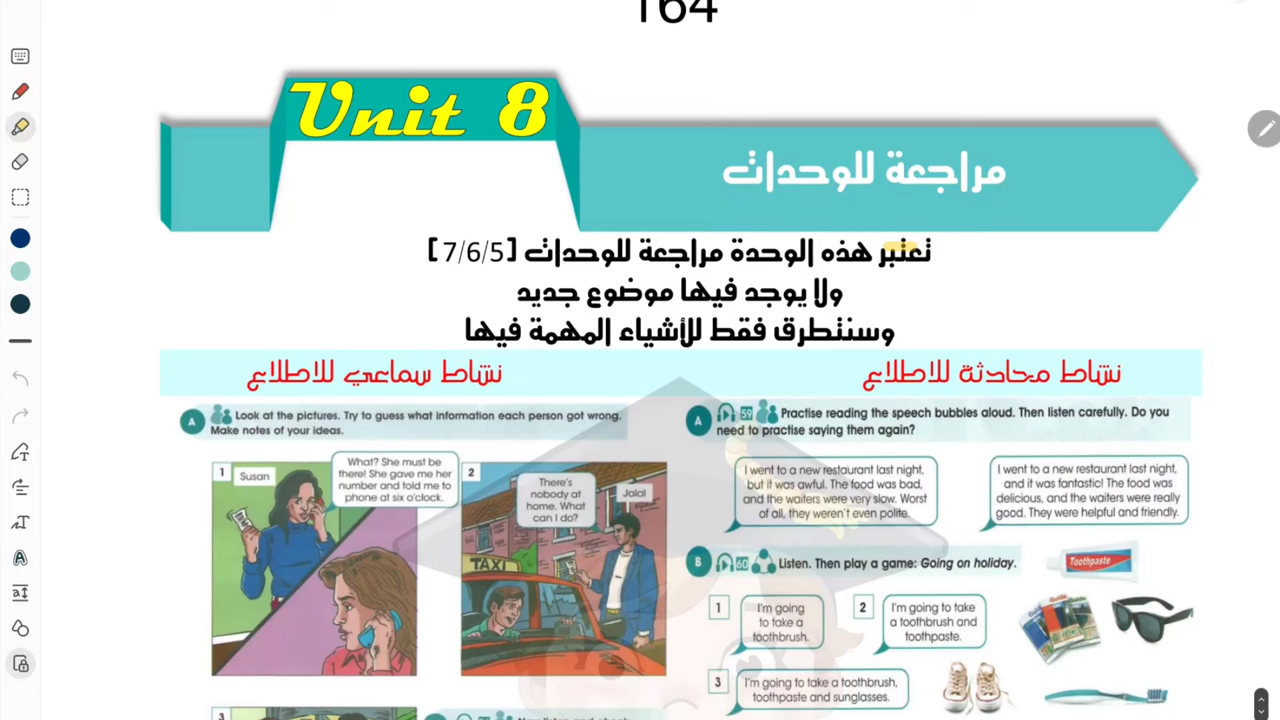 164
Unit 8
مراجعة للوحدات
تعتبر هذه الوحدة مراجعة للوحدات [7/6/5]
ولا يوجد فيها موضوع جديد
وسنتطرق فقط للأشياء المهمة فيها
نشاط محادثة للاطلاع
نشاط سماعي للاطلاع
A Look at the pictures. Try to guess what information each person got wrong.
Make notes of your ideas.
1 Susan
What? She must be
there! She gave me her
number and told me to
phone at six o'clock.
2 Jalal
There's
nobody at
home. What
can I do?
TAXI
3
A 59 Practise reading the speech bubbles aloud. Then listen carefully. Do you
need to practise saying them again?
I went to a new restaurant last night,
but it was awful. The food was bad,
and the waiters were very slow. Worst
of all, they weren't even polite.
I went to a new restaurant last night,
and it was fantastic! The food was
delicious, and the waiters were really
good. They were helpful and friendly.
B 60 Listen. Then play a game: Going on holiday.
Toothpaste
1 I'm going
to take a
toothbrush.
2 I'm going to take
a toothbrush and
toothpaste.
3 I'm going to take a toothbrush,
toothpaste and sunglasses.